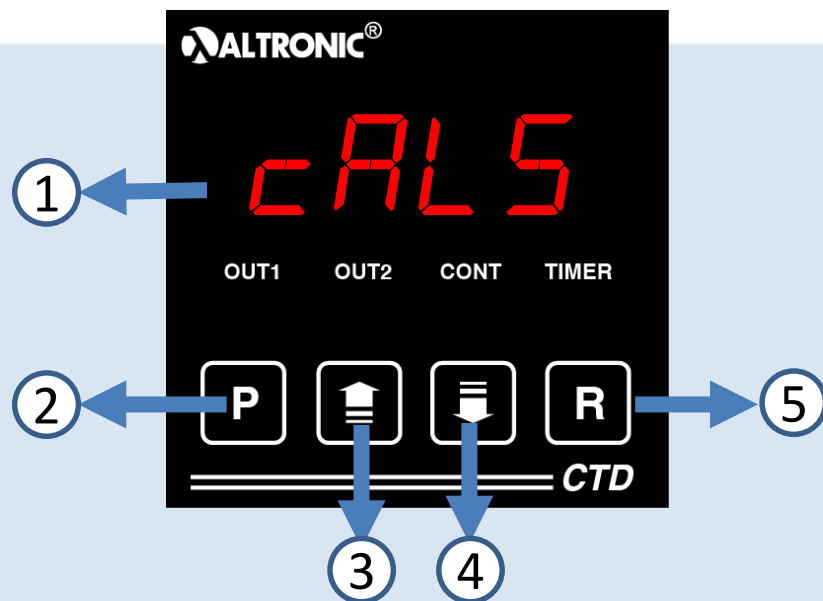 ALTRONIC®
cALS
1
OUT1 OUT2 CONT TIMER
2 P R 5
CTD
3 4